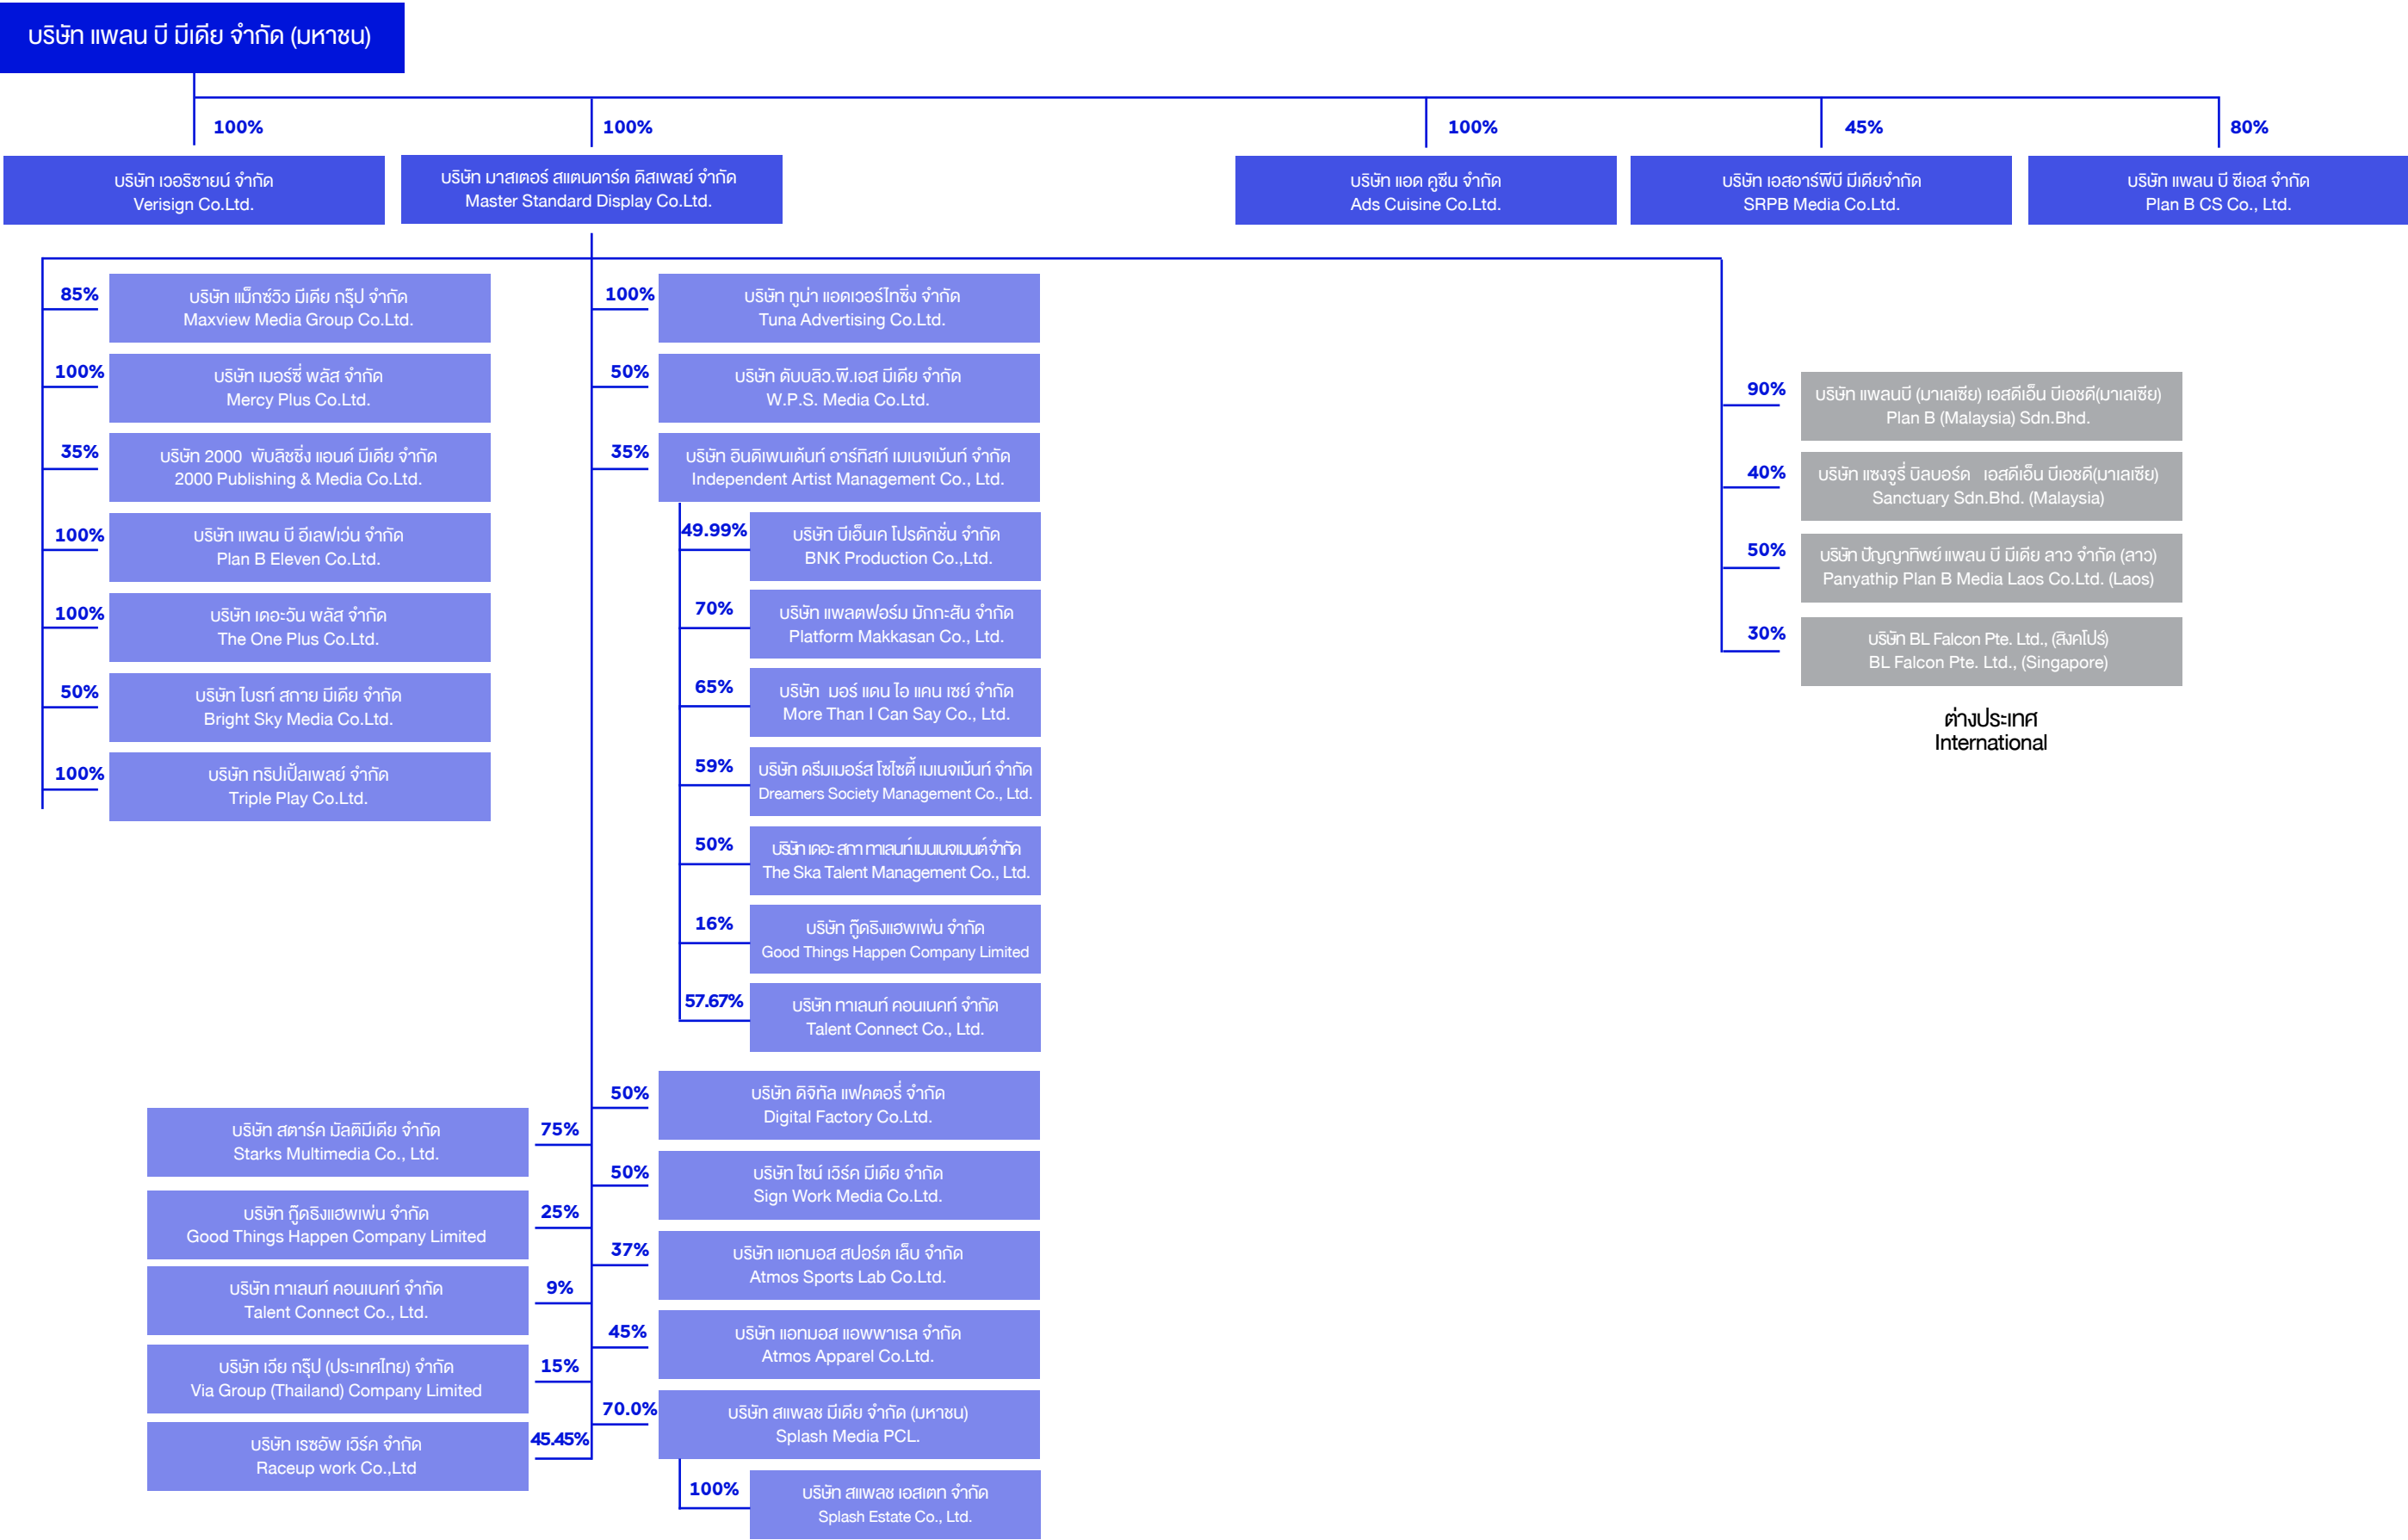 บริษัท แพลน บี มีเดีย จำกัด (มหาชน)
100%
100%
100%
45%
80%
บริษัท เวอริซายน์ จำกัด
Verisign Co.Ltd.
บริษัท มาสเตอร์ สแตนดาร์ด ดิสเพลย์ จำกัด
Master Standard Display Co.Ltd.
บริษัท แอด คูซีน จำกัด
Ads Cuisine Co.Ltd.
บริษัท เอสอาร์พีบี มีเดียจำกัด
SRPB Media Co.Ltd.
บริษัท แพลน บี ซีเอส จำกัด
Plan B CS Co., Ltd.
85%
บริษัท แม็กซ์วิว มีเดีย กรุ๊ป จำกัด
Maxview Media Group Co.Ltd.
100%
บริษัท เมอร์ซี่ พลัส จำกัด
Mercy Plus Co.Ltd.
35%
บริษัท 2000 พับลิชชิ่ง แอนด์ มีเดีย จำกัด
2000 Publishing & Media Co.Ltd.
100%
บริษัท แพลน บี อีเลฟเว่น จำกัด
Plan B Eleven Co.Ltd.
100%
บริษัท เดอะวัน พลัส จำกัด
The One Plus Co.Ltd.
50%
บริษัท ไบรท์ สกาย มีเดีย จำกัด
Bright Sky Media Co.Ltd.
100%
บริษัท ทริปเปิ้ลเพลย์ จำกัด
Triple Play Co.Ltd.
100%
บริษัท ทูน่า แอดเวอร์ไทซิ่ง จำกัด
Tuna Advertising Co.Ltd.
50%
บริษัท ดับบลิว.พี.เอส มีเดีย จำกัด
W.P.S. Media Co.Ltd.
35%
บริษัท อินดิเพนเด้นท์ อาร์ทิสท์ เมเนจเม้นท์ จำกัด
Independent Artist Management Co., Ltd.
49.99%
บริษัท บีเอ็นเค โปรดักชั่น จำกัด
BNK Production Co.,Ltd.
70%
บริษัท แพลตฟอร์ม มักกะสัน จำกัด
Platform Makkasan Co., Ltd.
65%
บริษัท มอร์ แดน ไอ แคน เซย์ จำกัด
More Than I Can Say Co., Ltd.
59%
บริษัท ดรีมเมอร์ส โซไซตี้ เมเนจเม้นท์ จำกัด
Dreamers Society Management Co., Ltd.
50%
บริษัท เดอะ สกา ทาเลนท์ เมนเนจเมนต์ จำกัด
The Ska Talent Management Co., Ltd.
16%
บริษัท กู๊ดธิงแฮพเพ่น จำกัด
Good Things Happen Company Limited
57.67%
บริษัท ทาเลนท์ คอนเนคท์ จำกัด
Talent Connect Co., Ltd.
50%
บริษัท ดิจิทัล แฟคตอรี่ จำกัด
Digital Factory Co.Ltd.
50%
บริษัท ไซน์ เวิร์ค มีเดีย จำกัด
Sign Work Media Co.Ltd.
37%
บริษัท แอทมอส สปอร์ต เล็บ จำกัด
Atmos Sports Lab Co.Ltd.
45%
บริษัท แอทมอส แอพพาเรล จำกัด
Atmos Apparel Co.Ltd.
70.0%
บริษัท สแพลช มีเดีย จำกัด (มหาชน)
Splash Media PCL.
100%
บริษัท สแพลช เอสเตท จำกัด
Splash Estate Co., Ltd.
75%
บริษัท สตาร์ค มัลติมีเดีย จำกัด
Starks Multimedia Co., Ltd.
25%
บริษัท กู๊ดธิงแฮพเพ่น จำกัด
Good Things Happen Company Limited
9%
บริษัท ทาเลนท์ คอนเนคท์ จำกัด
Talent Connect Co., Ltd.
15%
บริษัท เวีย กรุ๊ป (ประเทศไทย) จำกัด
Via Group (Thailand) Company Limited
45.45%
บริษัท เรซอัพ เวิร์ค จำกัด
Raceup work Co.,Ltd
90%
บริษัท แพลนบี (มาเลเซีย) เอสดีเอ็น บีเอชดี(มาเลเซีย)
Plan B (Malaysia) Sdn.Bhd.
40%
บริษัท แซงจูรี่ บิลบอร์ด เอสดีเอ็น บีเอชดี(มาเลเซีย)
Sanctuary Sdn.Bhd. (Malaysia)
50%
บริษัท ปัญญาทิพย์ แพลน บี มีเดีย ลาว จำกัด (ลาว)
Panyathip Plan B Media Laos Co.Ltd. (Laos)
30%
บริษัท BL Falcon Pte. Ltd., (สิงคโปร์)
BL Falcon Pte. Ltd., (Singapore)
ต่างประเทศ
International